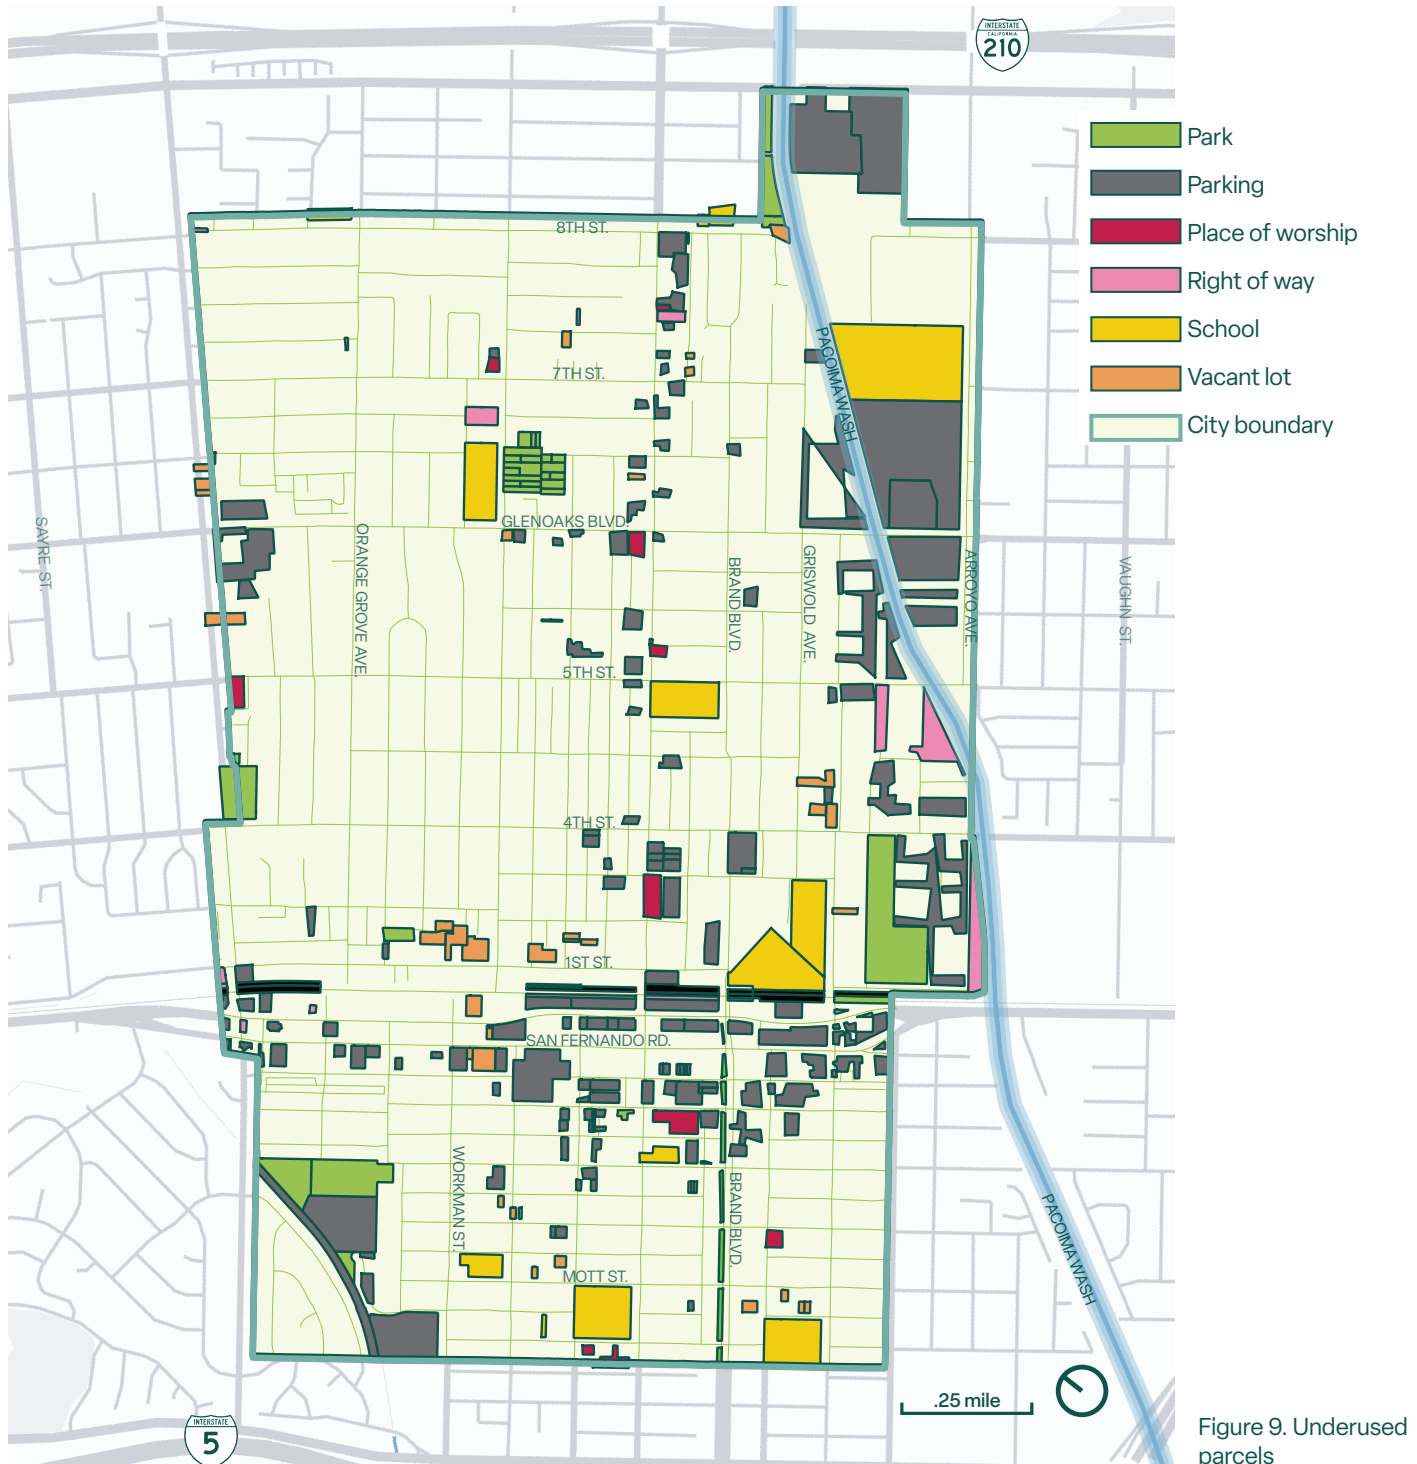 INTERSTATE
CALIFORNIA
210
Park
Parking
Place of worship
Right of way
School
Vacant lot
City boundary
8TH ST.
7TH ST.
PACOIMA WASH
GLENOAKS BLVD.
SAYRE ST.
ORANGE GROVE AVE.
BRAND BLVD.
GRISWOLD AVE.
ARROYO AVE.
VAUGHN ST.
5TH ST.
4TH ST.
1ST ST.
SAN FERNANDO RD.
WORKMAN ST.
BRAND BLVD.
PACOIMA WASH
MOTT ST.
.25 mile
INTERSTATE
5
Figure 9. Underused
parcels